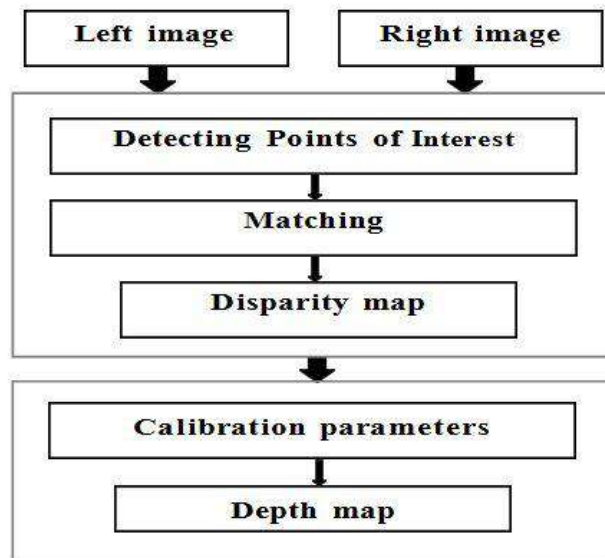 Left image
Right image
Detecting Points of Interest
Matching
Disparity map
Calibration parameters
Depth map